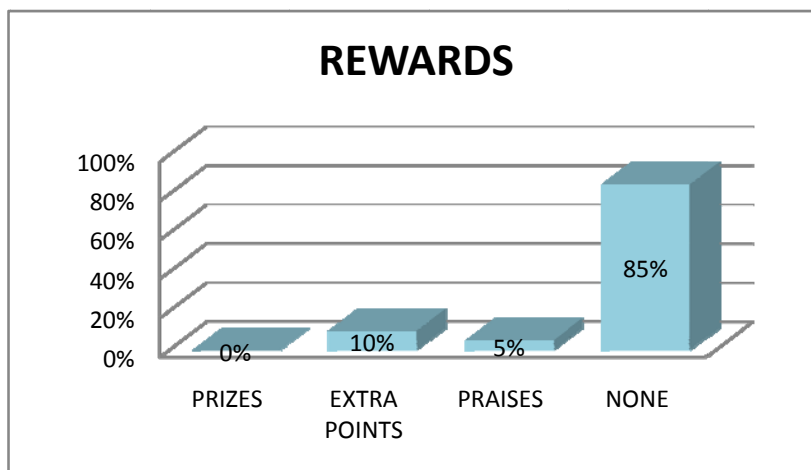 REWARDS
100%
80%
60%
40%
20%
0%
0%
10%
5%
85%
PRIZES
EXTRA
POINTS
PRAISES
NONE